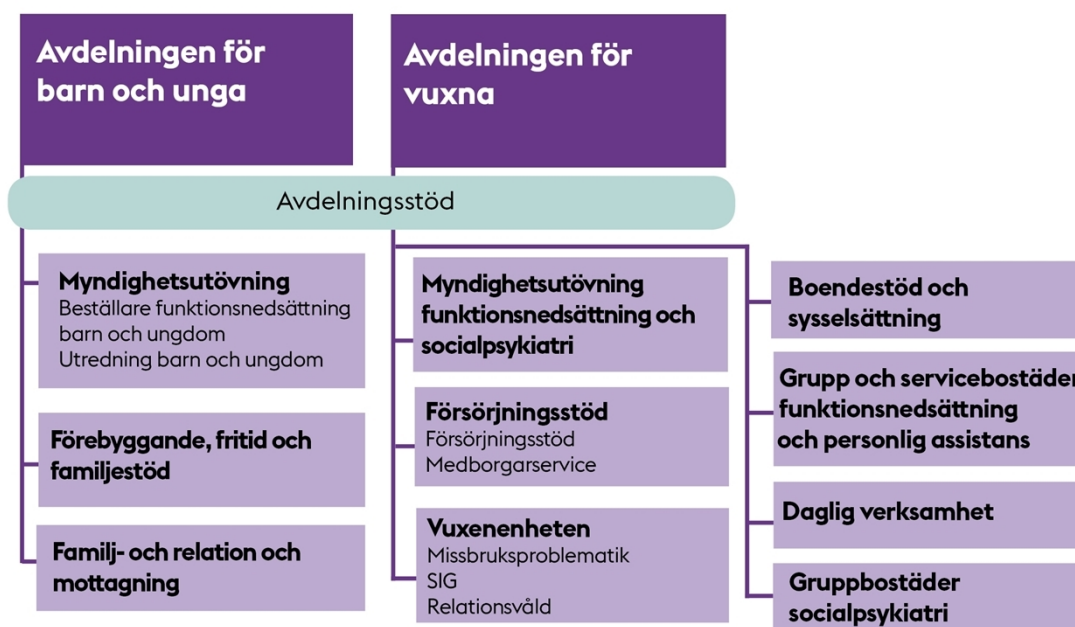 Avdelningen för
barn och unga
Avdelningen för
vuxna
Avdelningsstöd
Myndighetsutövning
Beställare funktionsnedsättning
barn och ungdom
Utredning barn och ungdom
Förebyggande, fritid och
familjestöd
Familj- och relation och
mottagning
Myndighetsutövning
funktionsnedsättning och
socialpsykiatri
Försörjningsstöd
Försörjningsstöd
Medborgarservice
Vuxenenheten
Missbruksproblematik
SIG
Relationsvåld
Boendestöd och
sysselsättning
Grupp och servicebostäder
funktionsnedsättning
och personlig assistans
Daglig verksamhet
Gruppbostäder
socialpsykiatri